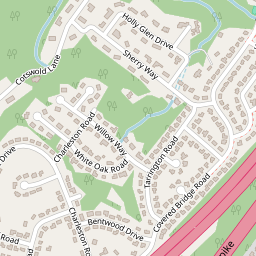 Holly Glen Drive
Sherry Way
Cotswold Lane
Charleston Road
Willow Way
White Oak Road
Tarrington Road
Covered Bridge Road
Drive
Charleston Road
Bentwood Drive
Road
pike